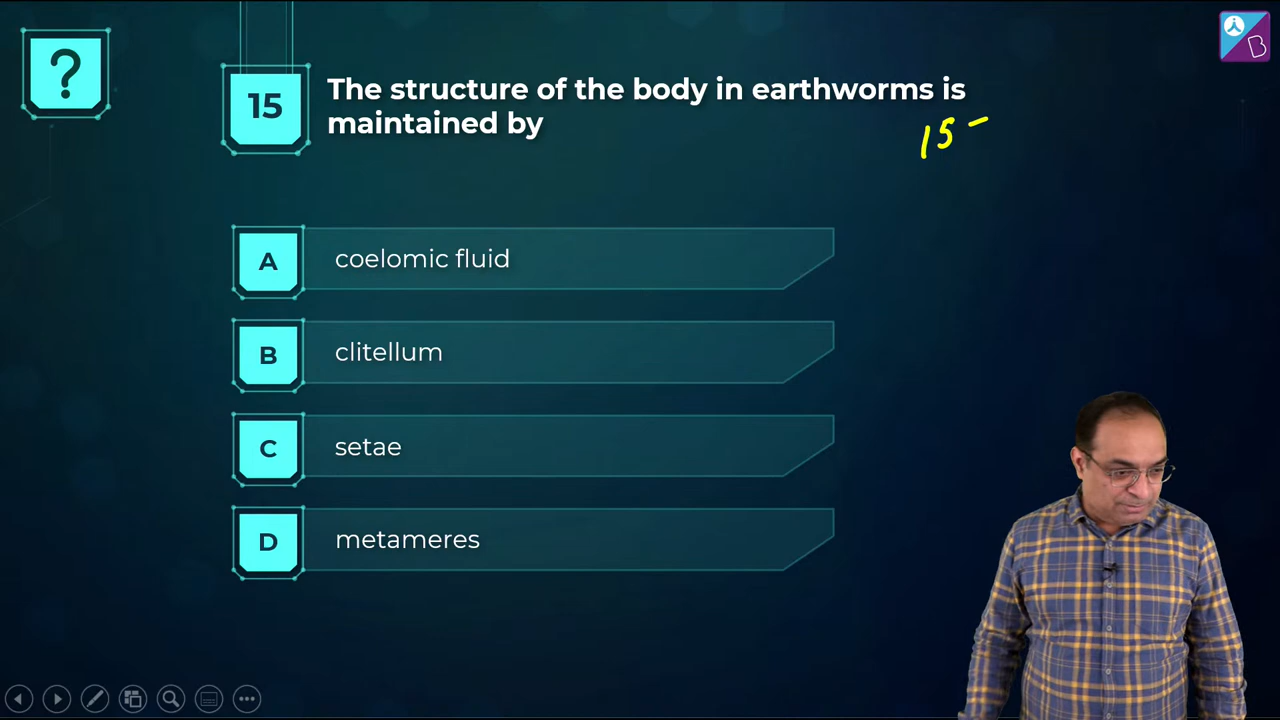 ?
15
The structure of the body in earthworms is
maintained by
15 -
A
coelomic fluid
B
clitellum
C
setae
D
metameres
B